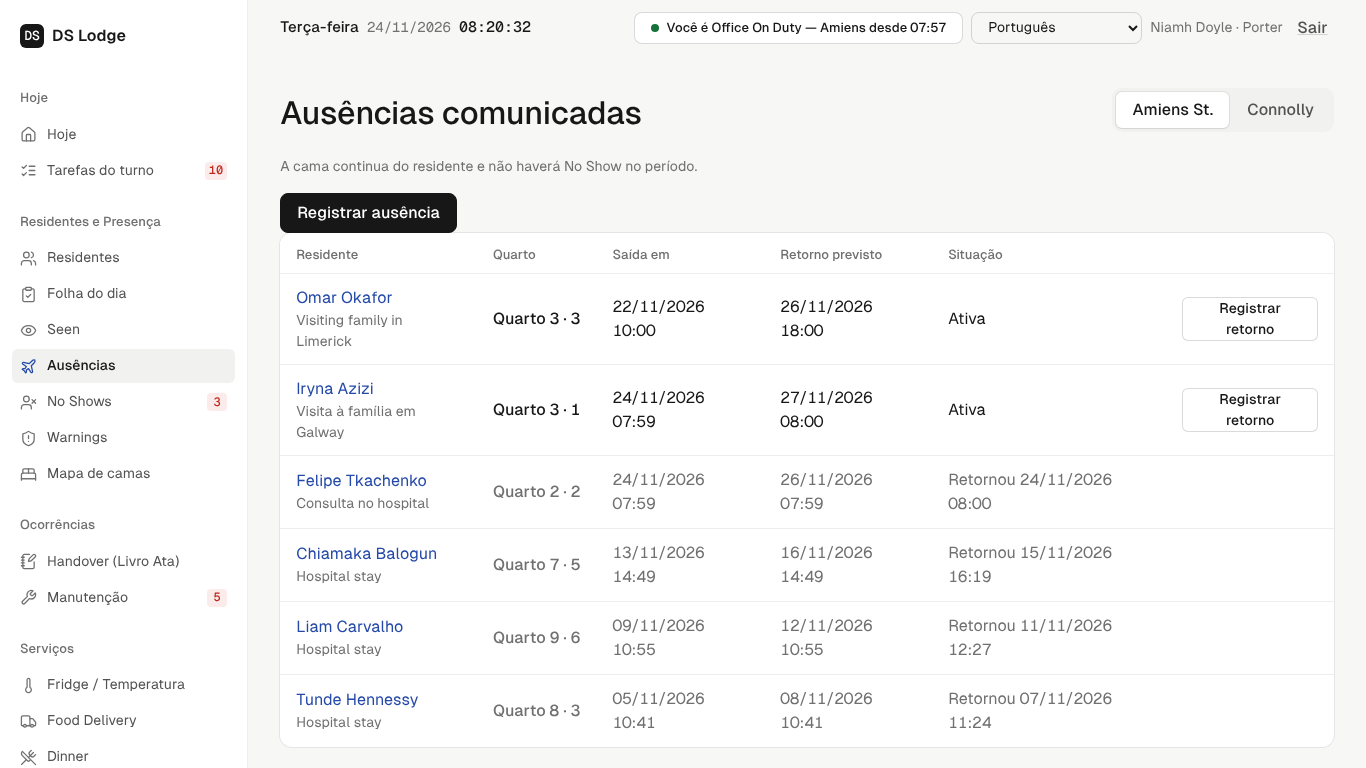 DS DS Lodge
Terça-feira 24/11/2026 08:20:32
Você é Office On Duty — Amiens desde 07:57
Português
Niamh Doyle · Porter
Sair
Hoje
Hoje
Tarefas do turno 10
Residentes e Presença
Residentes
Folha do dia
Seen
Ausências
No Shows 3
Warnings
Mapa de camas
Ocorrências
Handover (Livro Ata)
Manutenção 5
Serviços
Fridge / Temperatura
Food Delivery
Dinner
Ausências comunicadas
Amiens St. Connolly
A cama continua do residente e não haverá No Show no período.
Registrar ausência
Residente Quarto Saída em Retorno previsto Situação
Omar Okafor
Visiting family in
Limerick
Quarto 3 · 3
22/11/2026
10:00
26/11/2026
18:00
Ativa
Registrar
retorno
Iryna Azizi
Visita à família em
Galway
Quarto 3 · 1
24/11/2026
07:59
27/11/2026
08:00
Ativa
Registrar
retorno
Felipe Tkachenko
Consulta no hospital
Quarto 2 · 2
24/11/2026
07:59
26/11/2026
07:59
Retornou 24/11/2026
08:00
Chiamaka Balogun
Hospital stay
Quarto 7 · 5
13/11/2026
14:49
16/11/2026
14:49
Retornou 15/11/2026
16:19
Liam Carvalho
Hospital stay
Quarto 9 · 6
09/11/2026
10:55
12/11/2026
10:55
Retornou 11/11/2026
12:27
Tunde Hennessy
Hospital stay
Quarto 8 · 3
05/11/2026
10:41
08/11/2026
10:41
Retornou 07/11/2026
11:24